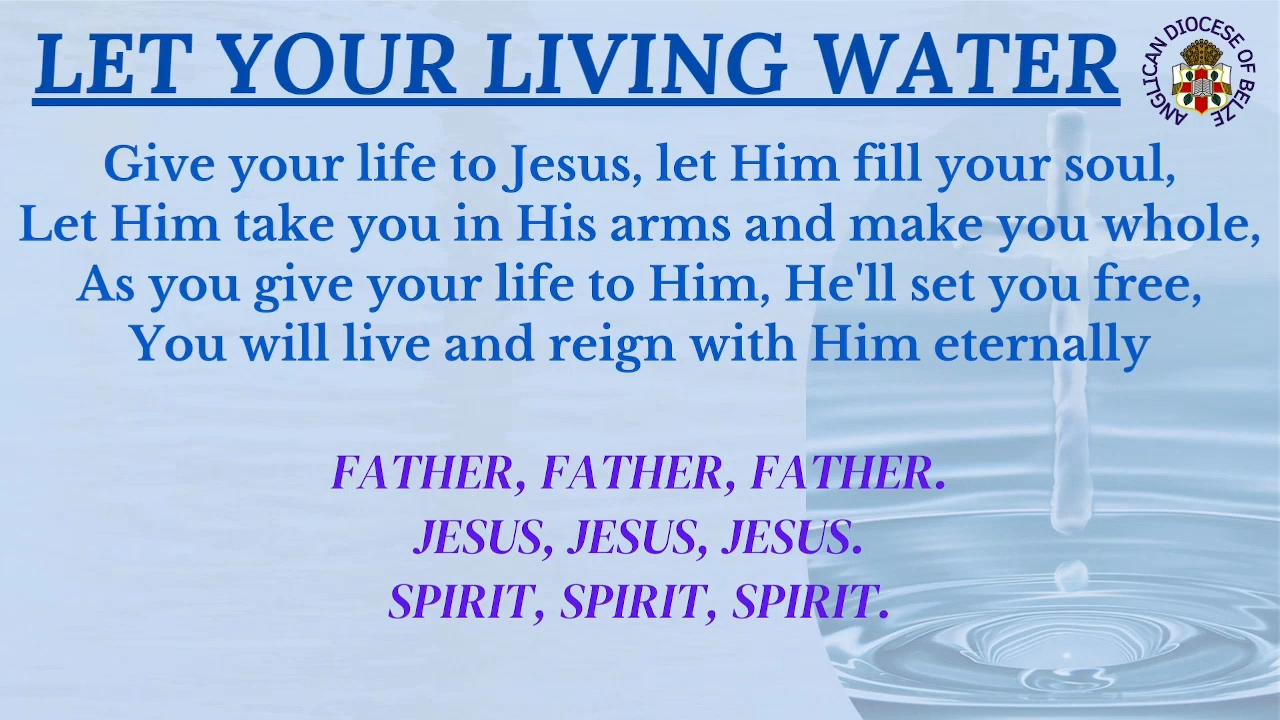 LET YOUR LIVING WATER
ANGLICAN DIOCESE OF BELZE
Give your life to Jesus, let Him fill your soul,
Let Him take you in His arms and make you whole,
As you give your life to Him, He'll set you free,
You will live and reign with Him eternally
FATHER, FATHER, FATHER.
JESUS, JESUS, JESUS.
SPIRIT, SPIRIT, SPIRIT.